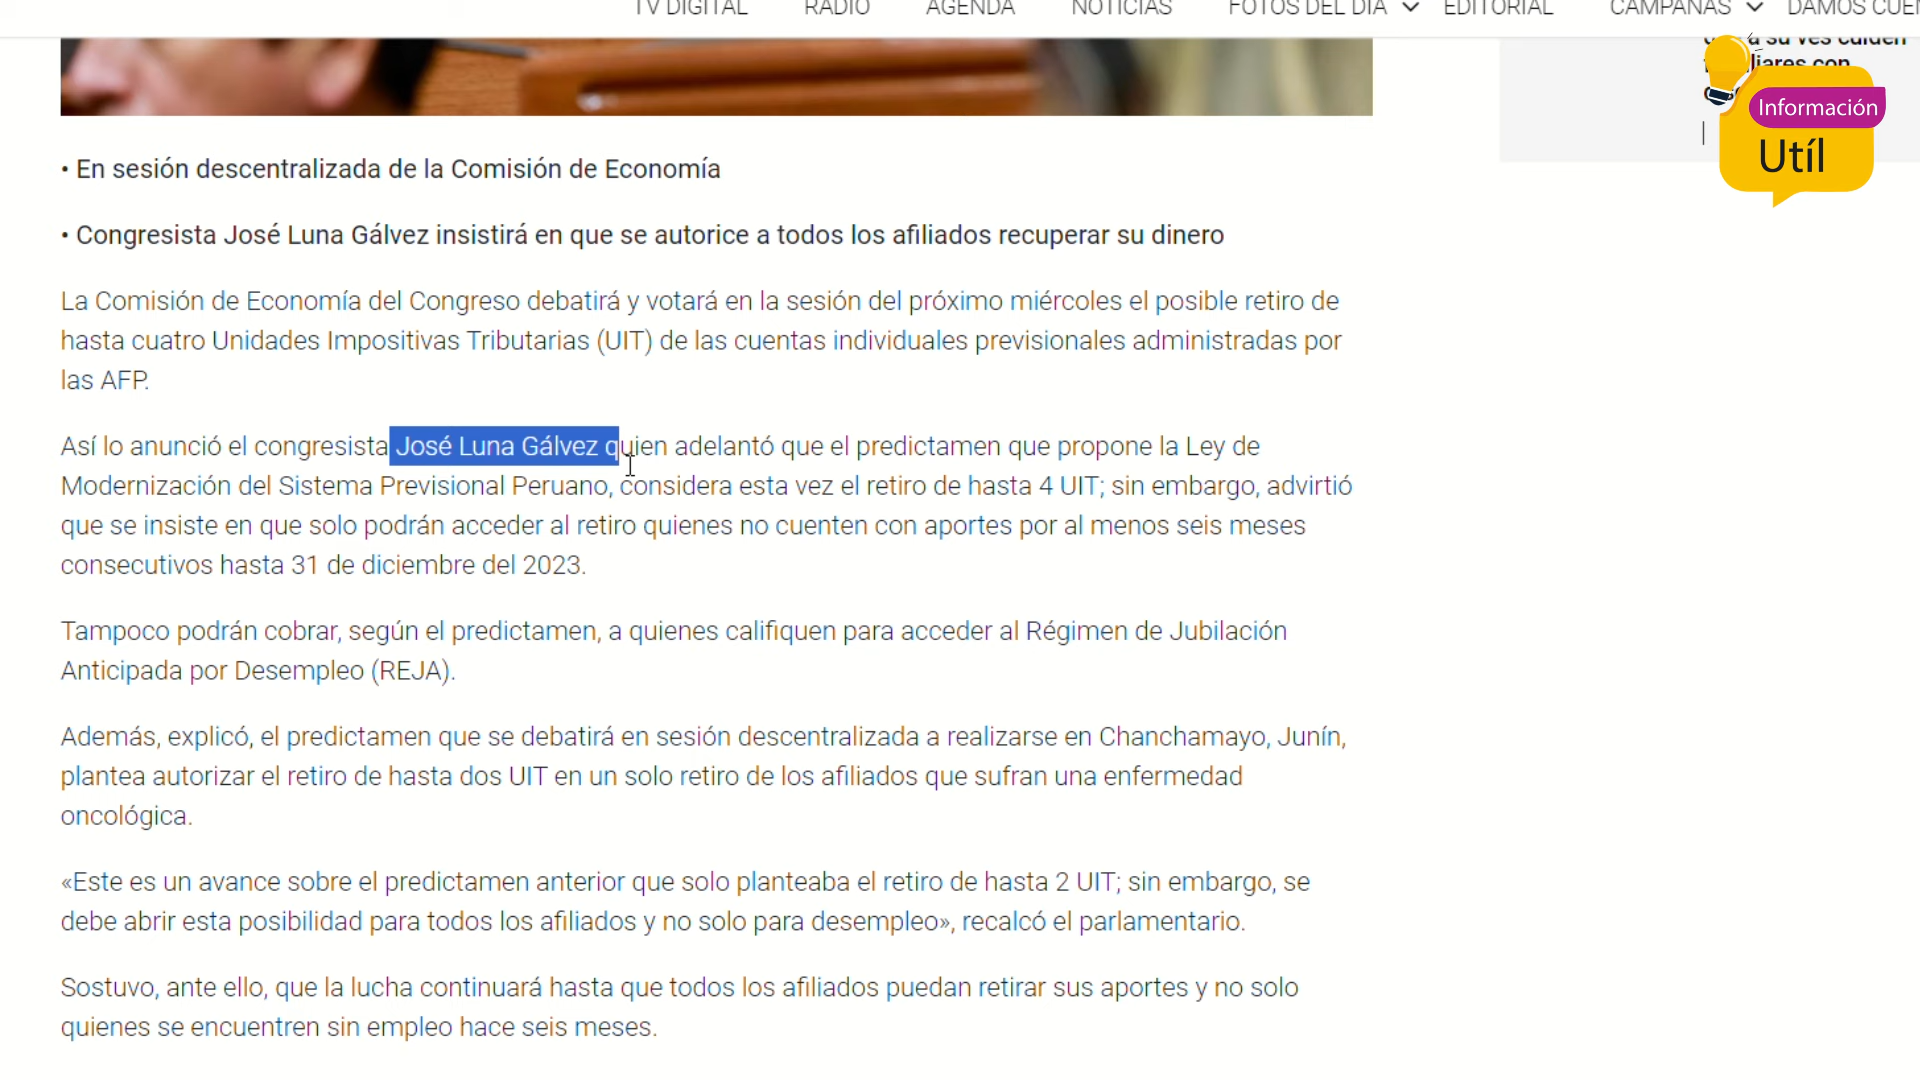 TV DIGITAL RADIO AGENDA NOTICIAS FOTOS DEL DÍA EDITORIAL CAMPAÑAS DAMOS
a su ves cuiden
con
Información
Utíl
• En sesión descentralizada de la Comisión de Economía
• Congresista José Luna Gálvez insistirá en que se autorice a todos los afiliados recuperar su dinero
La Comisión de Economía del Congreso debatirá y votará en la sesión del próximo miércoles el posible retiro de
hasta cuatro Unidades Impositivas Tributarias (UIT) de las cuentas individuales previsionales administradas por
las AFP.
Así lo anunció el congresista José Luna Gálvez quien adelantó que el predictamen que propone la Ley de
Modernización del Sistema Previsional Peruano, considera esta vez el retiro de hasta 4 UIT; sin embargo, advirtió
que se insiste en que solo podrán acceder al retiro quienes no cuenten con aportes por al menos seis meses
consecutivos hasta 31 de diciembre del 2023.
Tampoco podrán cobrar, según el predictamen, a quienes califiquen para acceder al Régimen de Jubilación
Anticipada por Desempleo (REJA).
Además, explicó, el predictamen que se debatirá en sesión descentralizada a realizarse en Chanchamayo, Junín,
plantea autorizar el retiro de hasta dos UIT en un solo retiro de los afiliados que sufran una enfermedad
oncológica.
«Este es un avance sobre el predictamen anterior que solo planteaba el retiro de hasta 2 UIT; sin embargo, se
debe abrir esta posibilidad para todos los afiliados y no solo para desempleo», recalcó el parlamentario.
Sostuvo, ante ello, que la lucha continuará hasta que todos los afiliados puedan retirar sus aportes y no solo
quienes se encuentren sin empleo hace seis meses.